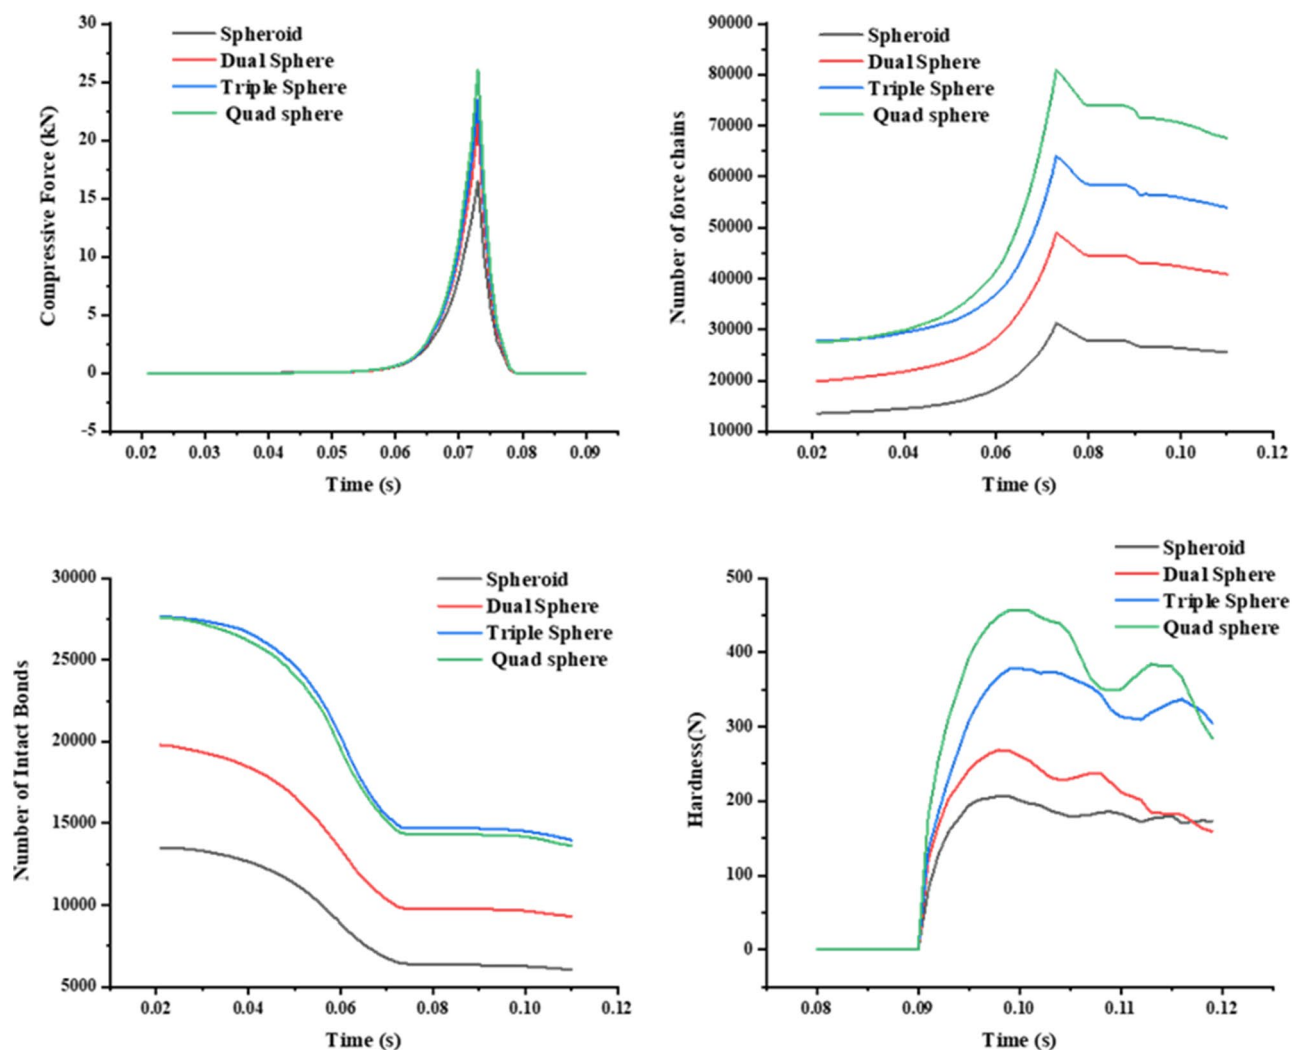 30
25
20
15
10
5
0
-5
Compressive Force (kN)
Spheroid
Dual Sphere
Triple Sphere
Quad sphere
0.02 0.03 0.04 0.05 0.06 0.07 0.08 0.09
Time (s)
90000
80000
70000
60000
50000
40000
30000
20000
10000
Number of force chains
Spheroid
Dual Sphere
Triple Sphere
Quad sphere
0.02 0.04 0.06 0.08 0.10 0.12
Time (s)
30000
25000
20000
15000
10000
5000
Number of Intact Bonds
Spheroid
Dual Sphere
Triple Sphere
Quad sphere
0.02 0.04 0.06 0.08 0.10 0.12
Time (s)
500
400
300
200
100
0
Hardness(N)
Spheroid
Dual Sphere
Triple Sphere
Quad sphere
0.08 0.09 0.10 0.11 0.12
Time (s)